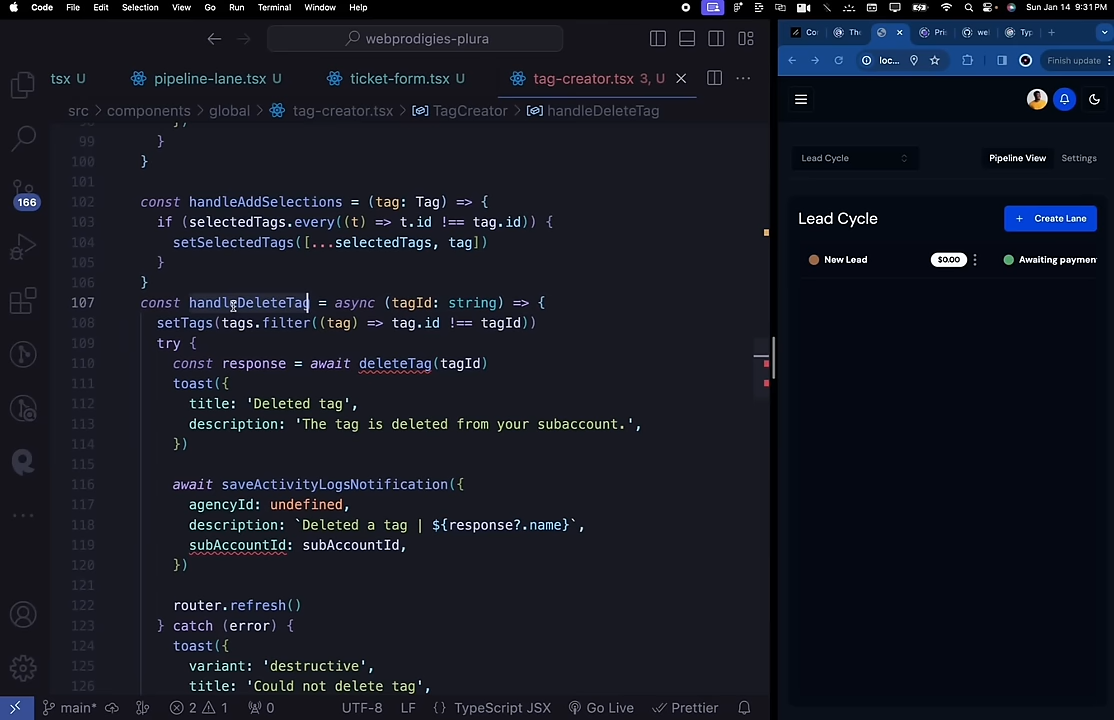 Code File Edit Selection View Go Run Terminal Window Help Sun Jan 14 9:31 PM
webprodigies-plura
tsx U pipeline-lane.tsx U ticket-form.tsx U tag-creator.tsx 3, U
src > components > global > tag-creator.tsx > TagCreator > handleDeleteTag
99 }
100 }
101
102 const handleAddSelections = (tag: Tag) => {
103 if (selectedTags.every((t) => t.id !== tag.id)) {
104 setSelectedTags([...selectedTags, tag])
105 }
106 }
107 const handleDeleteTag = async (tagId: string) => {
108 setTags(tags.filter((tag) => tag.id !== tagId))
109 try {
110 const response = await deleteTag(tagId)
111 toast({
112 title: 'Deleted tag',
113 description: 'The tag is deleted from your subaccount.',
114 })
115
116 await saveActivityLogsNotification({
117 agencyId: undefined,
118 description: `Deleted a tag | ${response?.name}`,
119 subAccountId: subAccountId,
120 })
121
122 router.refresh()
123 } catch (error) {
124 toast({
125 variant: 'destructive',
126 title: 'Could not delete tag',
166
main* 2 1 0 UTF-8 LF {} TypeScript JSX Go Live Prettier
Cor The Pri wel Typ
loc... Finish update
Lead Cycle Pipeline View Settings
Lead Cycle + Create Lane
New Lead $0.00 Awaiting paymen